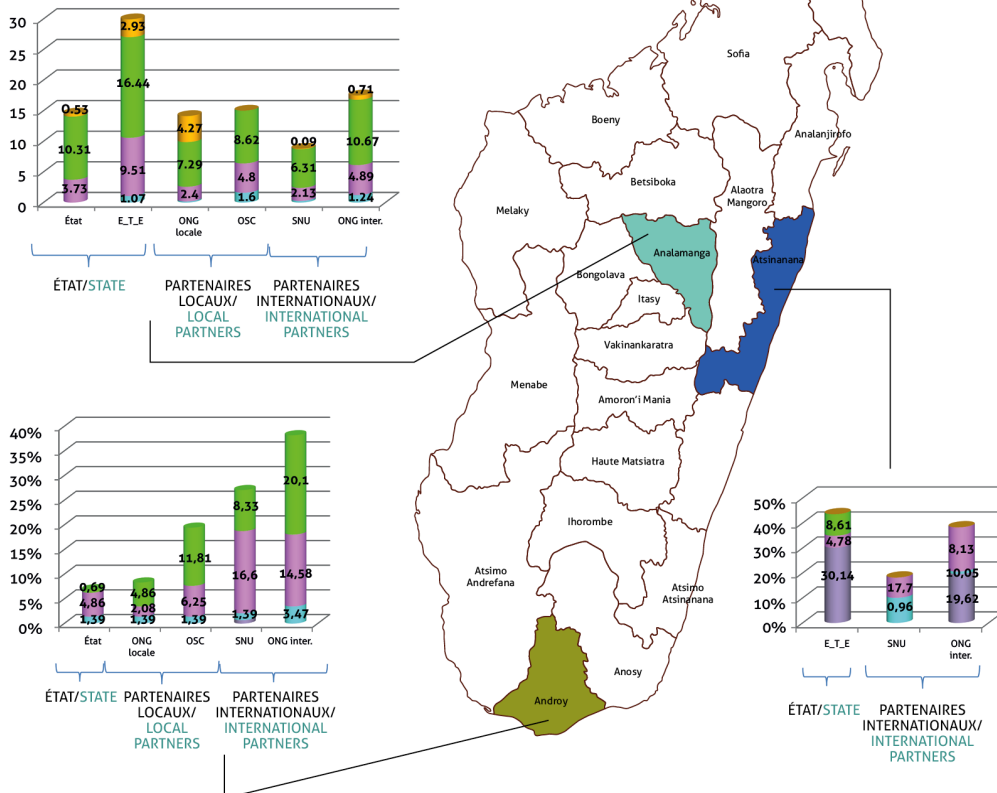 30
25
20
15
10
5
0
2.93
16.44
9.51
1.07
0.53
10.31
3.73
4.27
7.29
2.4
8.62
4.8
1.6
0.09
6.31
2.13
0.71
10.67
4.89
1.24
État
E_T_E
ONG
locale
OSC
SNU
ONG inter.
ÉTAT/STATE
PARTENAIRES
LOCAUX/
LOCAL
PARTNERS
PARTENAIRES
INTERNATIONAUX/
INTERNATIONAL
PARTNERS
Sofia
Boeny
Analanjirofo
Betsiboka
Alaotra
Mangoro
Melaky
Analamanga
Atsinanana
Bongolava
Itasy
Vakinankaratra
Menabe
Amoron'i Mania
Haute Matsiatra
Ihorombe
Atsimo
Andrefana
Atsimo
Atsinanana
Anosy
Androy
40%
35%
30%
25%
20%
15%
10%
5%
0%
0,69
4,86
1,39
4,86
2,08
1,39
11,81
6,25
1,39
8,33
16,6
1,39
20,1
14,58
3,47
État
ONG
locale
OSC
SNU
ONG inter.
ÉTAT/STATE
PARTENAIRES
LOCAUX/
LOCAL
PARTNERS
PARTENAIRES
INTERNATIONAUX/
INTERNATIONAL
PARTNERS
50%
40%
30%
20%
10%
0%
8,61
4,78
30,14
17,7
0,96
8,13
10,05
19,62
E_T_E
SNU
ONG
inter.
ÉTAT/STATE
PARTENAIRES
INTERNATIONAUX/
INTERNATIONAL
PARTNERS